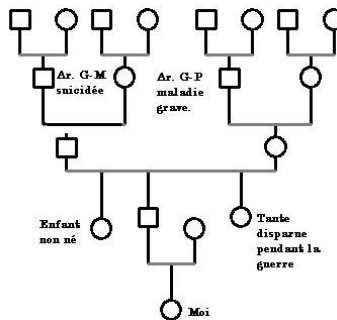 Ar. G-M
suicidée
Ar. G-P
maladie
grave.
Enfant
non né
Tante
disparue
pendant la
guerre
Moi